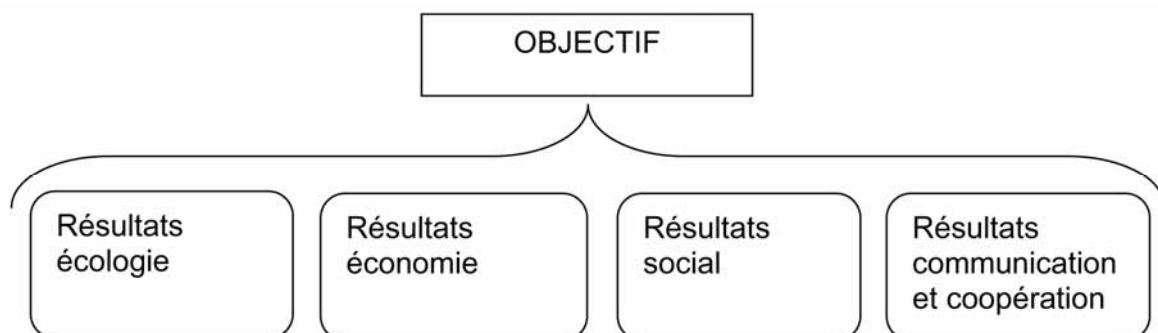 OBJECTIF
Résultats
écologie
Résultats
économie
Résultats
social
Résultats
communication
et coopération